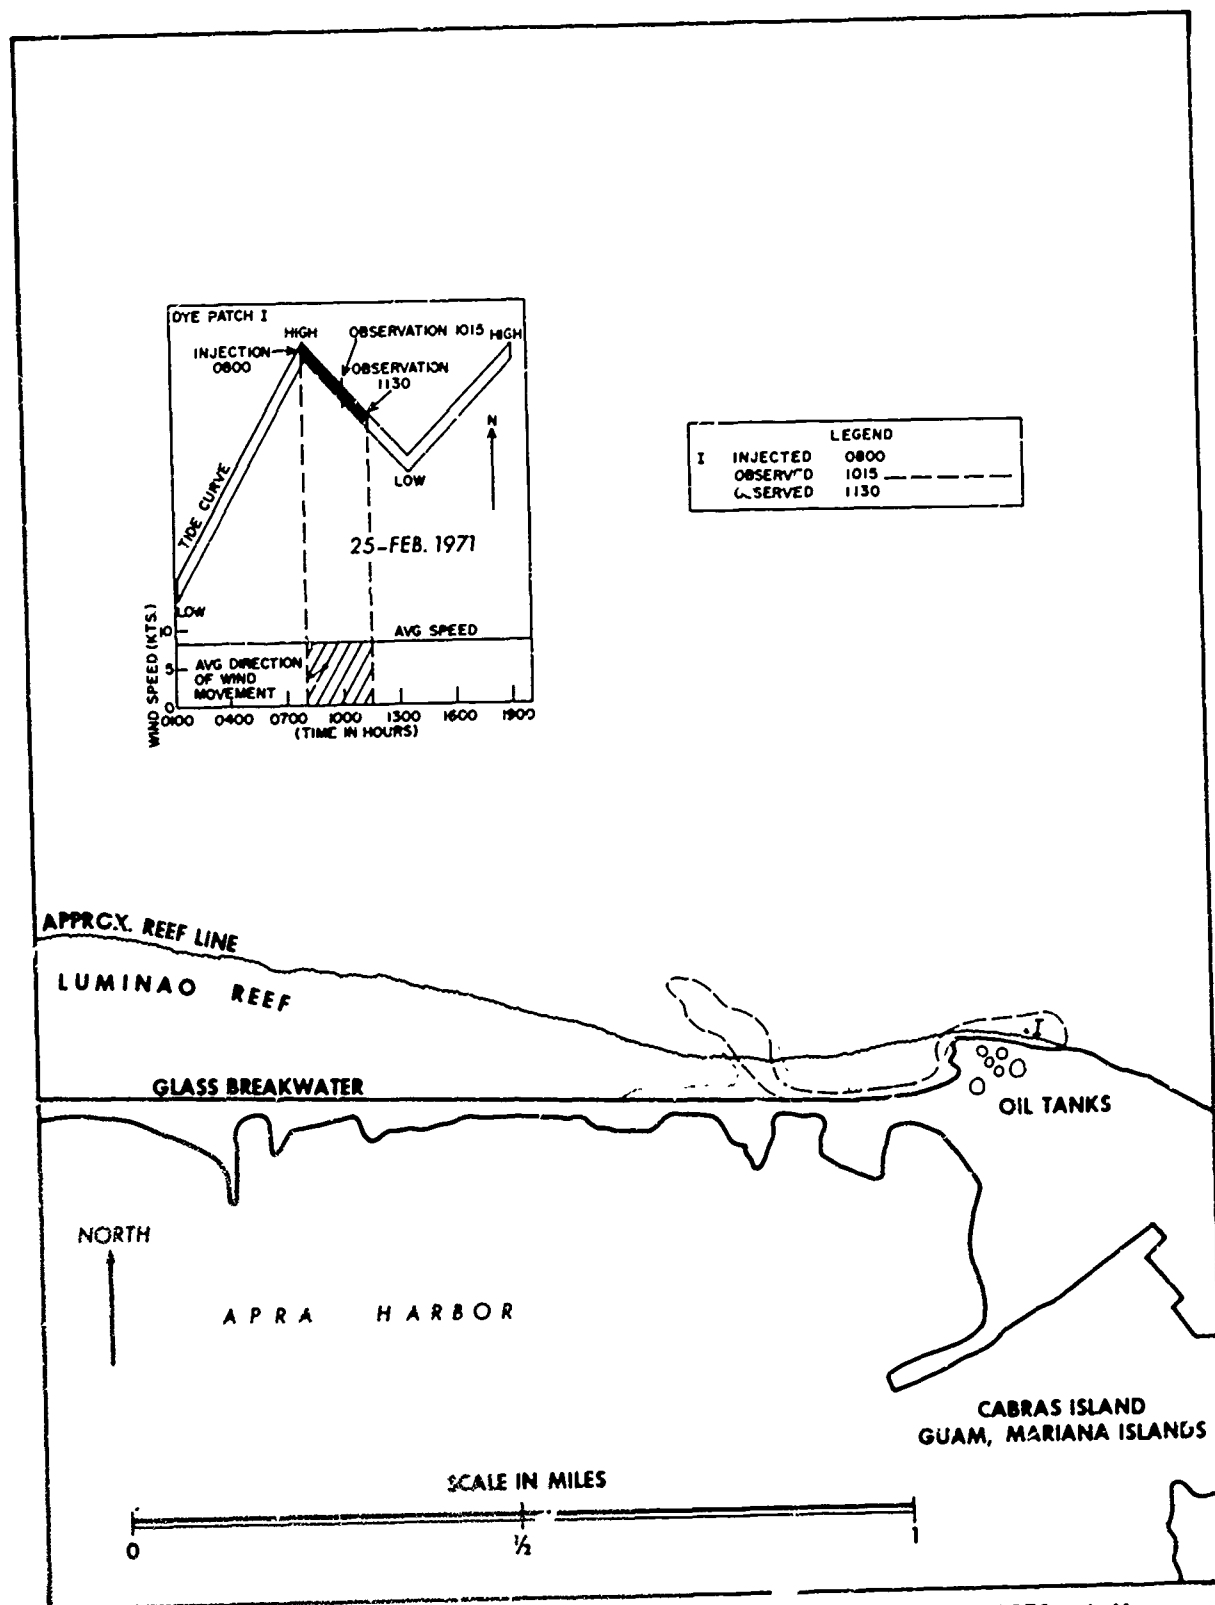 DYE PATCH I
HIGH
OBSERVATION 1015
HIGH
INJECTION
0800
OBSERVATION
1130
N
LOW
TIDE CURVE
25-FEB. 1971
LOW
WIND SPEED (KTS.)
10
5
0
AVG SPEED
AVG DIRECTION
OF WIND
MOVEMENT
0100 0400 0700 1000 1300 1600 1900
(TIME IN HOURS)
LEGEND
I INJECTED 0800
OBSERVED 1015
OBSERVED 1130
APPROX. REEF LINE
LUMINAO REEF
I
GLASS BREAKWATER
OIL TANKS
NORTH
APRA HARBOR
CABRAS ISLAND
GUAM, MARIANA ISLANDS
SCALE IN MILES
0 ½ 1